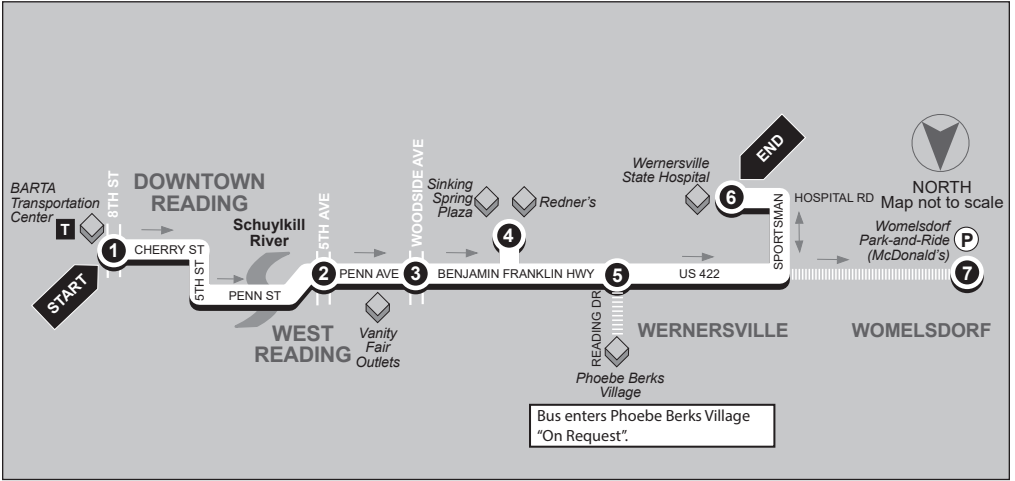 BARTA
Transportation
Center
T
START
1
8TH ST
DOWNTOWN
READING
CHERRY ST
5TH ST
Schuylkill
River
PENN ST
WEST
READING
2
5TH AVE
PENN AVE
Vanity
Fair
Outlets
3
WOODSIDE AVE
BENJAMIN FRANKLIN HWY
Sinking
Spring
Plaza
Redner's
4
5
READING DR
Phoebe Berks
Village
Bus enters Phoebe Berks Village
“On Request”.
US 422
WERNERSVILLE
Wernersville
State Hospital
6
END
SPORTSMAN
HOSPITAL RD
NORTH
Map not to scale
Womelsdorf
Park-and-Ride
(McDonald's)
P
7
WOMELSDORF